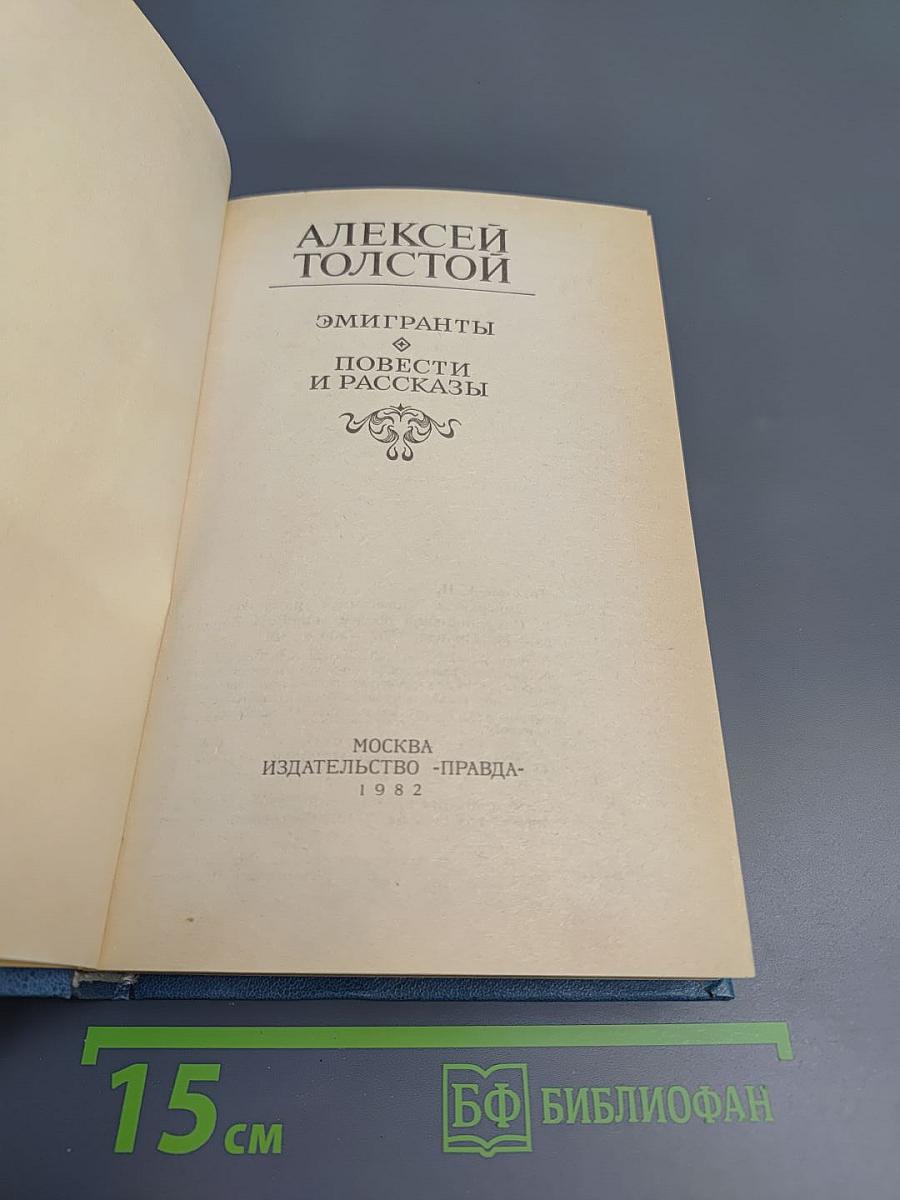 АЛЕКСЕЙ
ТОЛСТОЙ
ЭМИГРАНТЫ
ПОВЕСТИ
И РАССКАЗЫ
МОСКВА
ИЗДАТЕЛЬСТВО «ПРАВДА»
1982
15 см
БФ БИБЛИОФАН